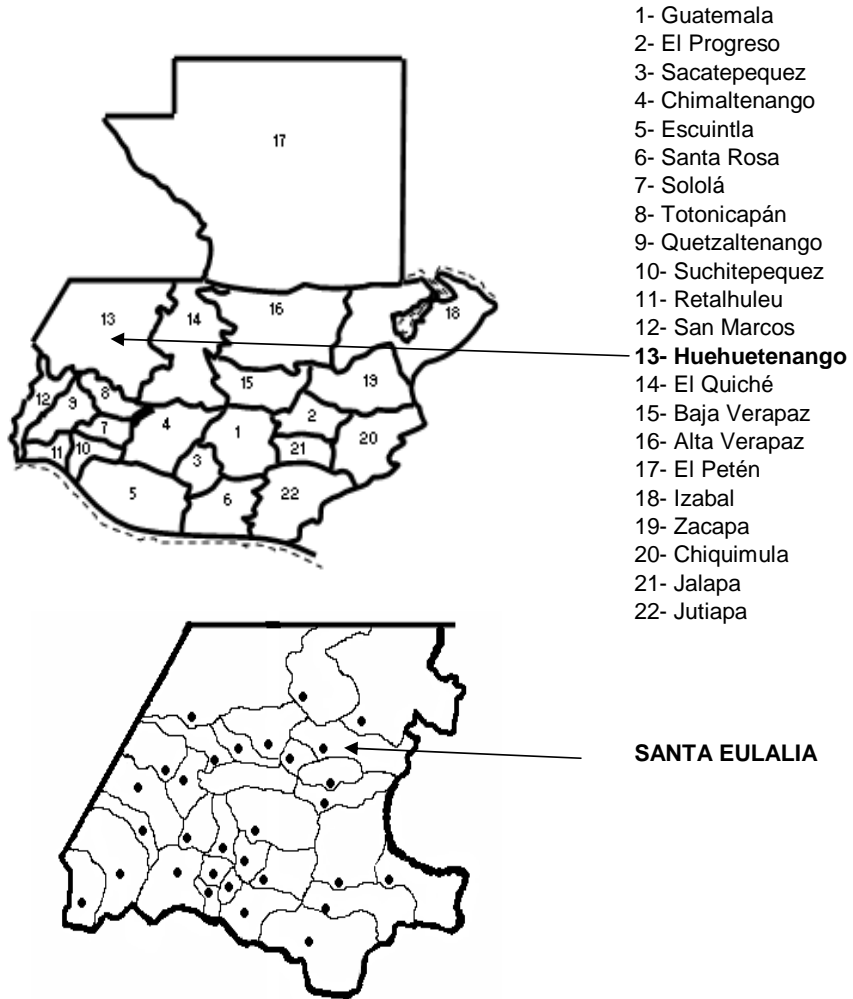 1- Guatemala
2- El Progreso
3- Sacatepequez
4- Chimaltenango
5- Escuintla
6- Santa Rosa
7- Sololá
8- Totonicapán
9- Quetzaltenango
10- Suchitepequez
11- Retalhuleu
12- San Marcos
13- Huehuetenango
14- El Quiché
15- Baja Verapaz
16- Alta Verapaz
17- El Petén
18- Izabal
19- Zacapa
20- Chiquimula
21- Jalapa
22- Jutiapa
17
13
14
16
18
15
19
12
9
8
7
4
1
2
20
11
10
3
21
5
6
22
SANTA EULALIA